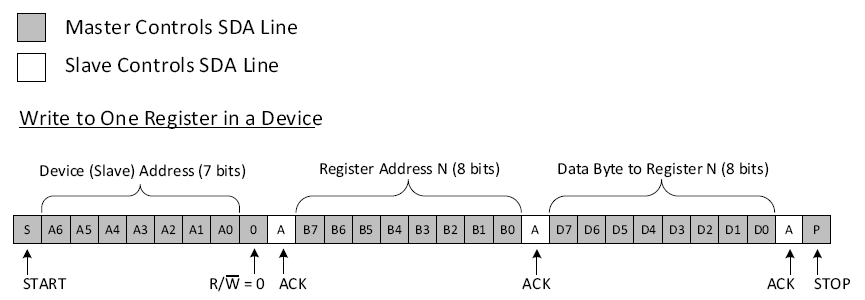 Master Controls SDA Line
Slave Controls SDA Line
Write to One Register in a Device
Device (Slave) Address (7 bits) Register Address N (8 bits) Data Byte to Register N (8 bits)
S A6 A5 A4 A3 A2 A1 A0 0 A B7 B6 B5 B4 B3 B2 B1 B0 A D7 D6 D5 D4 D3 D2 D1 D0 A P
START R/W̅ = 0 ACK ACK ACK STOP